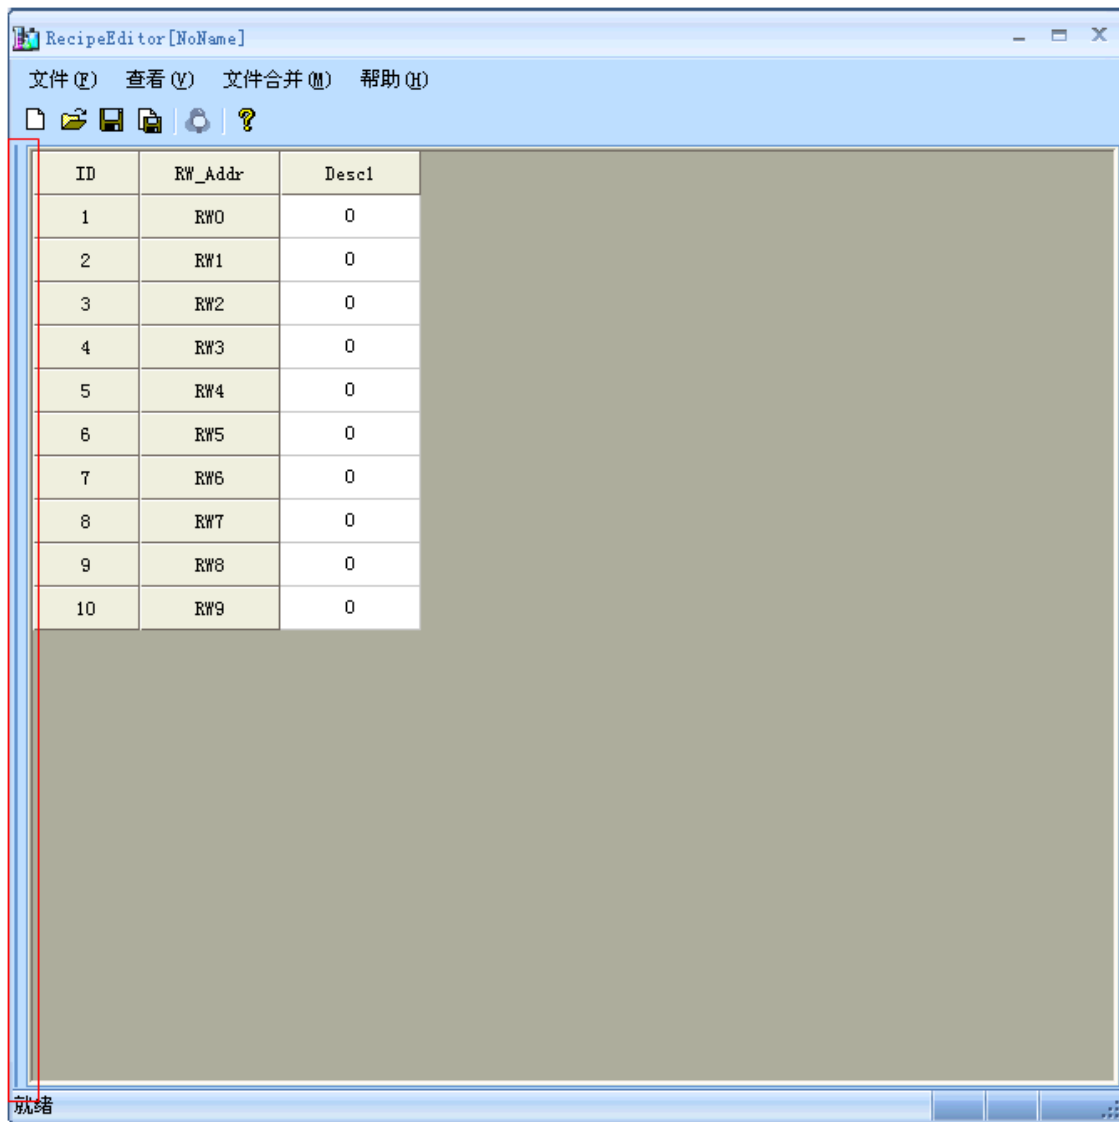 RecipeEditor[NoName]
文件(F) 查看(V) 文件合并(M) 帮助(H)
ID RW_Addr Desc1
1 RW0 0
2 RW1 0
3 RW2 0
4 RW3 0
5 RW4 0
6 RW5 0
7 RW6 0
8 RW7 0
9 RW8 0
10 RW9 0
就绪